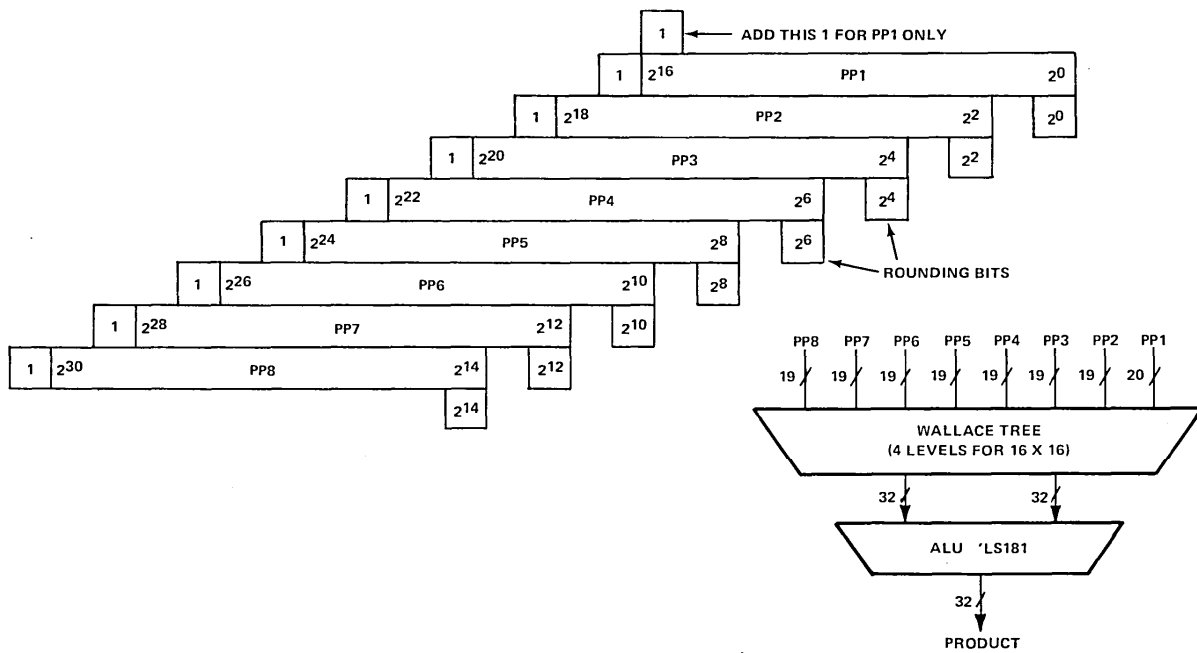 1 ADD THIS 1 FOR PP1 ONLY
1 2^16 PP1 2^0
1 2^18 PP2 2^2 2^0
1 2^20 PP3 2^4 2^2
1 2^22 PP4 2^6 2^4
1 2^24 PP5 2^8 2^6
ROUNDING BITS
1 2^26 PP6 2^10 2^8
1 2^28 PP7 2^12 2^10
1 2^30 PP8 2^14 2^12
2^14
PP8 PP7 PP6 PP5 PP4 PP3 PP2 PP1
19 19 19 19 19 19 19 20
WALLACE TREE
(4 LEVELS FOR 16 X 16)
32 32
ALU 'LS181
32
PRODUCT